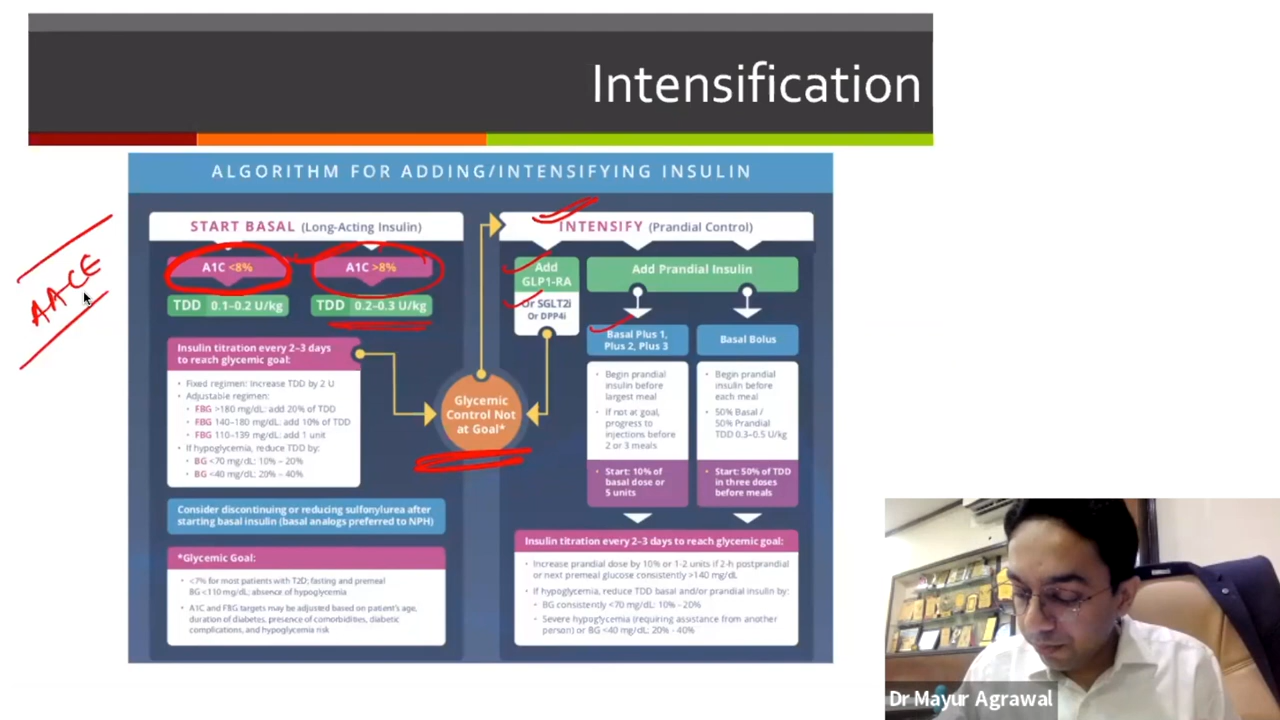 Intensification
ALGORITHM FOR ADDING/INTENSIFYING INSULIN
START BASAL (Long-Acting Insulin)
A1C <8%
A1C >8%
TDD 0.1–0.2 U/kg
TDD 0.2–0.3 U/kg
Insulin titration every 2–3 days
to reach glycemic goal:
• Fixed regimen: Increase TDD by 2 U
• Adjustable regimen:
• FBG >180 mg/dL: add 20% of TDD
• FBG 140–180 mg/dL: add 10% of TDD
• FBG 110–139 mg/dL: add 1 unit
• If hypoglycemia, reduce TDD by:
• BG <70 mg/dL: 10% – 20%
• BG <40 mg/dL: 20% – 40%
Consider discontinuing or reducing sulfonylurea after
starting basal insulin (basal analogs preferred to NPH)
*Glycemic Goal:
• <7% for most patients with T2D; fasting and premeal
BG <110 mg/dL; absence of hypoglycemia
• A1C and FBG targets may be adjusted based on patient's age,
duration of diabetes, presence of comorbidities, diabetic
complications, and hypoglycemia risk
Glycemic
Control Not
at Goal*
INTENSIFY (Prandial Control)
Add
GLP1-RA
Or SGLT2i
Or DPP4i
Add Prandial Insulin
Basal Plus 1,
Plus 2, Plus 3
• Begin prandial
insulin before
largest meal
• If not at goal,
progress to
injections before
2 or 3 meals
• Start: 10% of
basal dose or
5 units
Basal Bolus
• Begin prandial
insulin before
each meal
• 50% Basal /
50% Prandial
TDD 0.3–0.5 U/kg
• Start: 50% of TDD
in three doses
before meals
Insulin titration every 2–3 days to reach glycemic goal:
• Increase prandial dose by 10% or 1-2 units if 2-h postprandial
or next premeal glucose consistently >140 mg/dL
• If hypoglycemia, reduce TDD basal and/or prandial insulin by:
• BG consistently <70 mg/dL: 10% - 20%
• Severe hypoglycemia (requiring assistance from another
person) or BG <40 mg/dL: 20% - 40%
AACE
Dr Mayur Agrawal